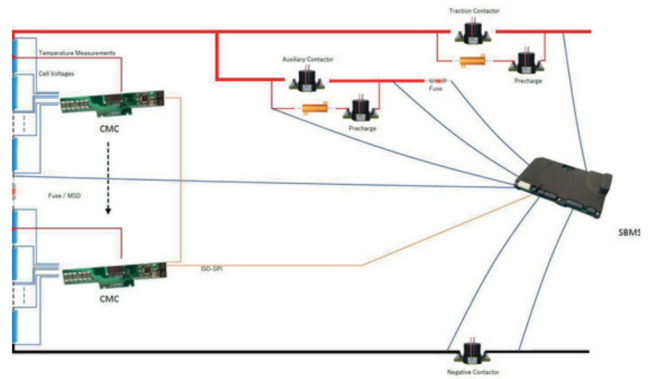 Traction Contactor
Temperature Measurements
Auxiliary Contactor
Cell Voltages
Precharge
Fuse
CMC
Precharge
Fuse / MSD
SBMS
ISO-SPI
CMC
Negative Contactor